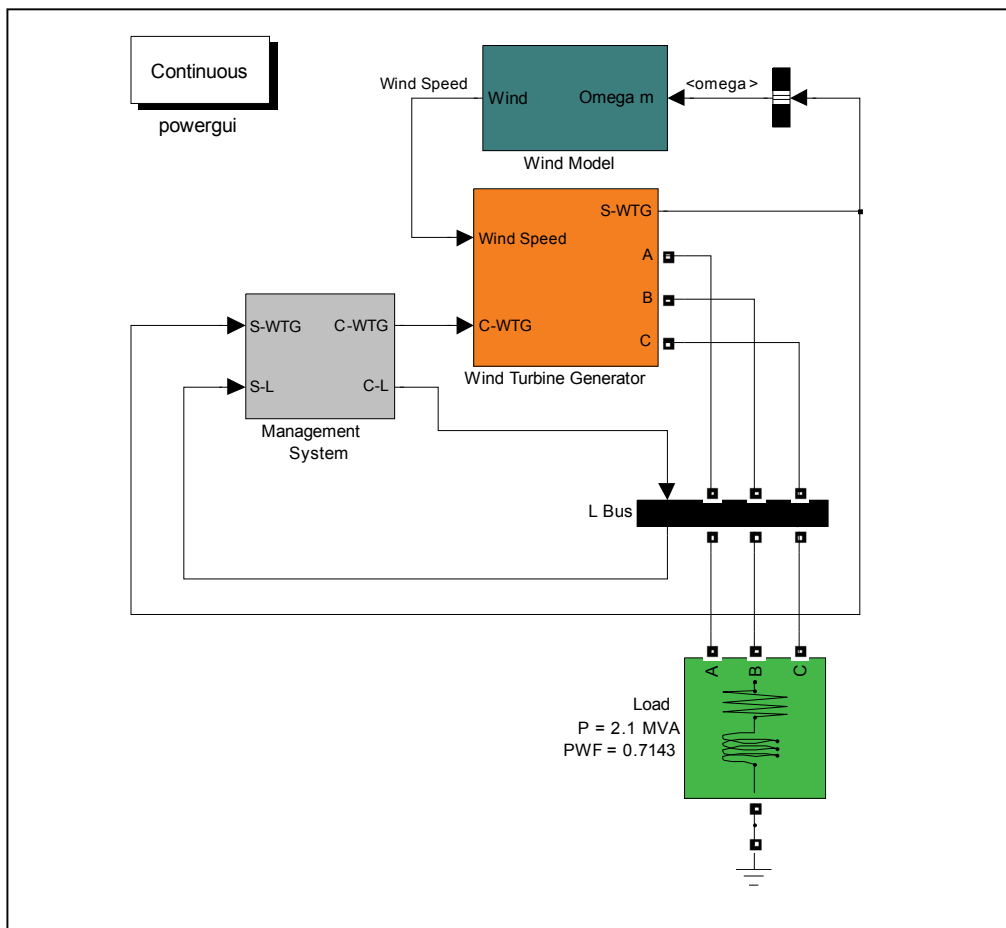 Continuous
powergui
Wind Speed
Wind
Omega m
<omega>
Wind Model
S-WTG
Wind Speed
A
B
C-WTG
C
Wind Turbine Generator
S-WTG
C-WTG
S-L
C-L
Management
System
L Bus
A
B
C
Load
P = 2.1 MVA
PWF = 0.7143